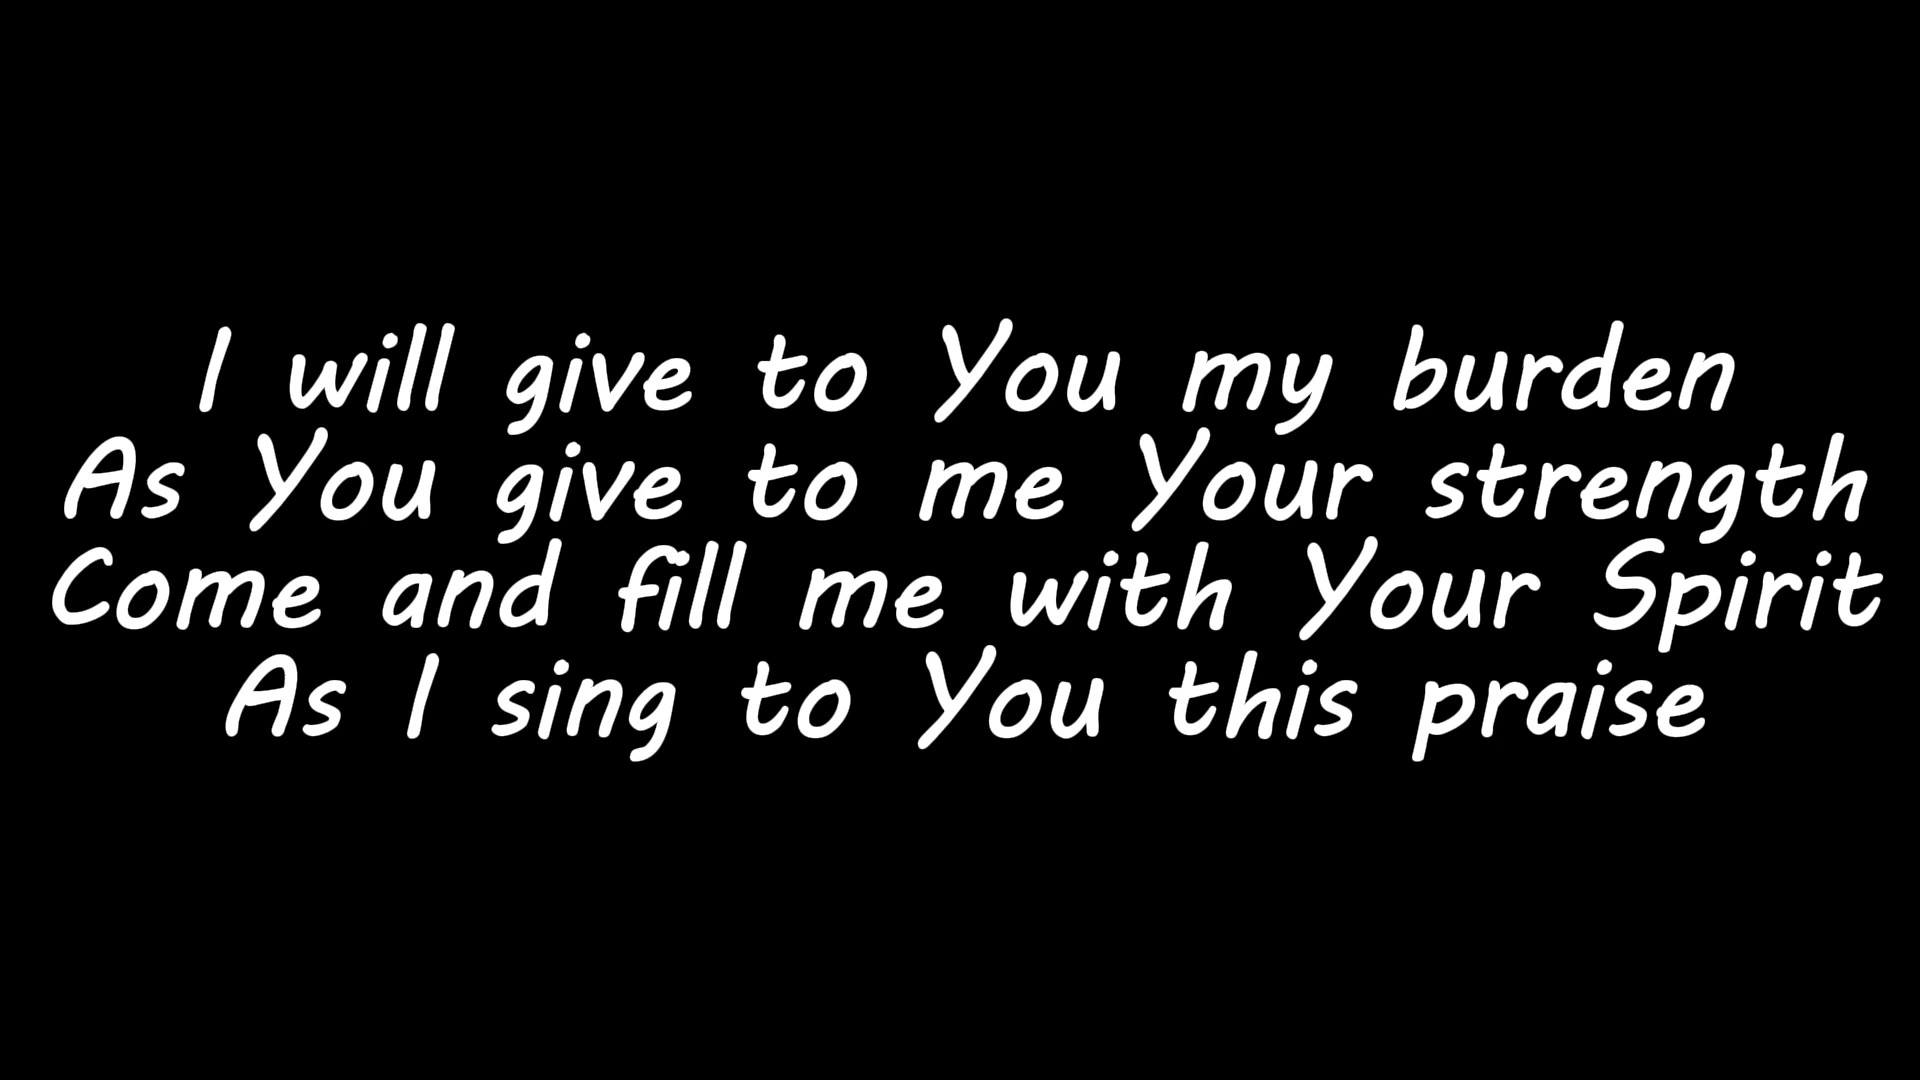 I will give to You my burden
As You give to me Your strength
Come and fill me with Your Spirit
As I sing to You this praise